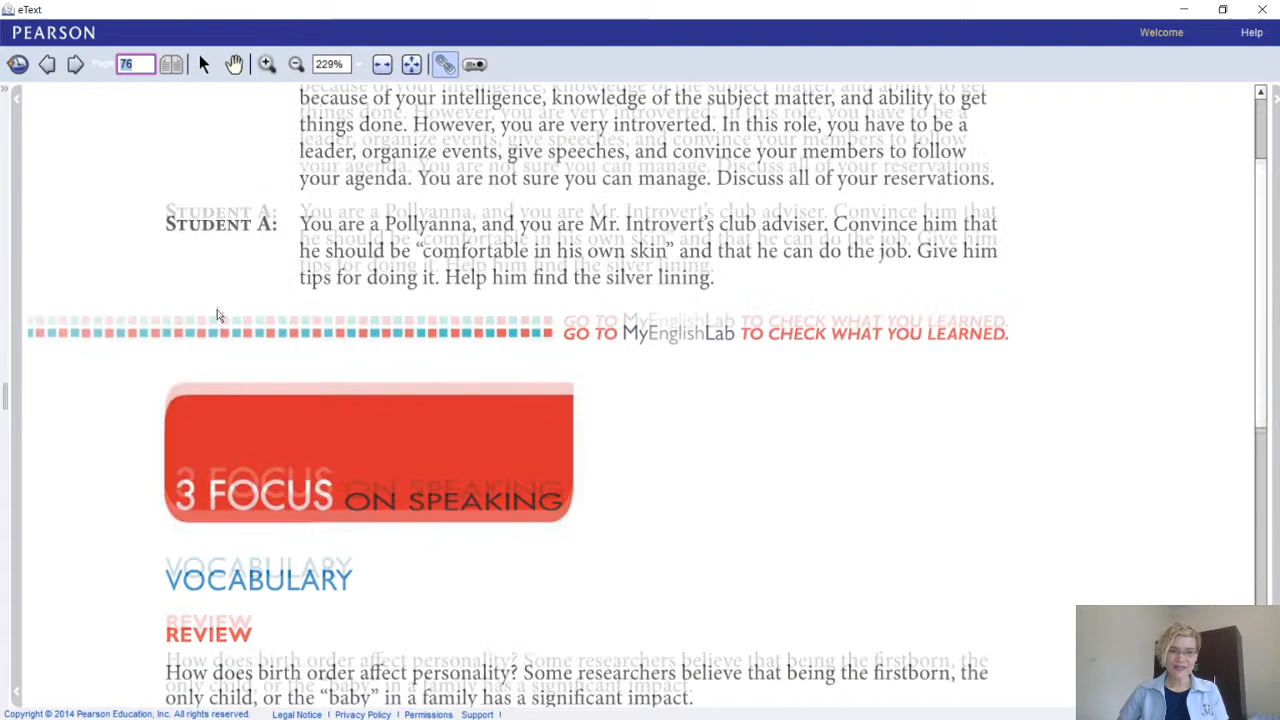 eText
PEARSON
Welcome
Help
Page 76
229%
because of your intelligence, knowledge of the subject matter, and ability to get
things done. However, you are very introverted. In this role, you have to be a
leader, organize events, give speeches, and convince your members to follow
your agenda. You are not sure you can manage. Discuss all of your reservations.
STUDENT A: You are a Pollyanna, and you are Mr. Introvert's club adviser. Convince him that
he should be “comfortable in his own skin” and that he can do the job. Give him
tips for doing it. Help him find the silver lining.
GO TO MyEnglishLab TO CHECK WHAT YOU LEARNED.
3 FOCUS ON SPEAKING
VOCABULARY
REVIEW
How does birth order affect personality? Some researchers believe that being the firstborn, the
only child, or the “baby” in a family has a significant impact.
Copyright © 2014 Pearson Education, Inc. All rights reserved.
Legal Notice | Privacy Policy | Permissions Support |